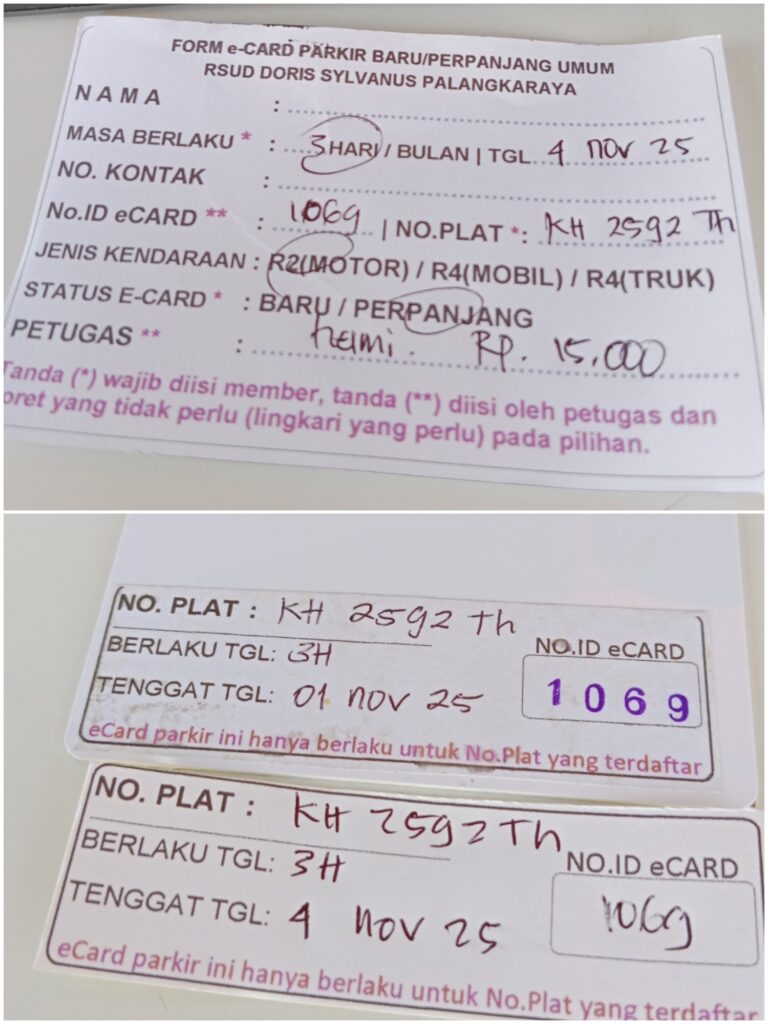 FORM e-CARD PARKIR BARU/PERPANJANG UMUM
RSUD DORIS SYLVANUS PALANGKARAYA
N A M A :
MASA BERLAKU * : 3 HARI / BULAN | TGL. 4 nov 25
NO. KONTAK :
No.ID eCARD ** : 1069 | NO.PLAT *: KH 2592 Th
JENIS KENDARAAN : R2(MOTOR) / R4(MOBIL) / R4(TRUK)
STATUS E-CARD * : BARU / PERPANJANG
PETUGAS ** : hemi. Rp. 15.000
Tanda (*) wajib diisi member, tanda (**) diisi oleh petugas dan
oret yang tidak perlu (lingkari yang perlu) pada pilihan.
NO. PLAT : KH 2592 Th
BERLAKU TGL: 3H
NO.ID eCARD
TENGGAT TGL: 01 nov 25
1069
eCard parkir ini hanya berlaku untuk No.Plat yang terdaftar
NO. PLAT : KH 2592 Th
BERLAKU TGL: 3H
NO.ID eCARD
TENGGAT TGL: 4 nov 25
1069
eCard parkir ini hanya berlaku untuk No.Plat yang terdaftar